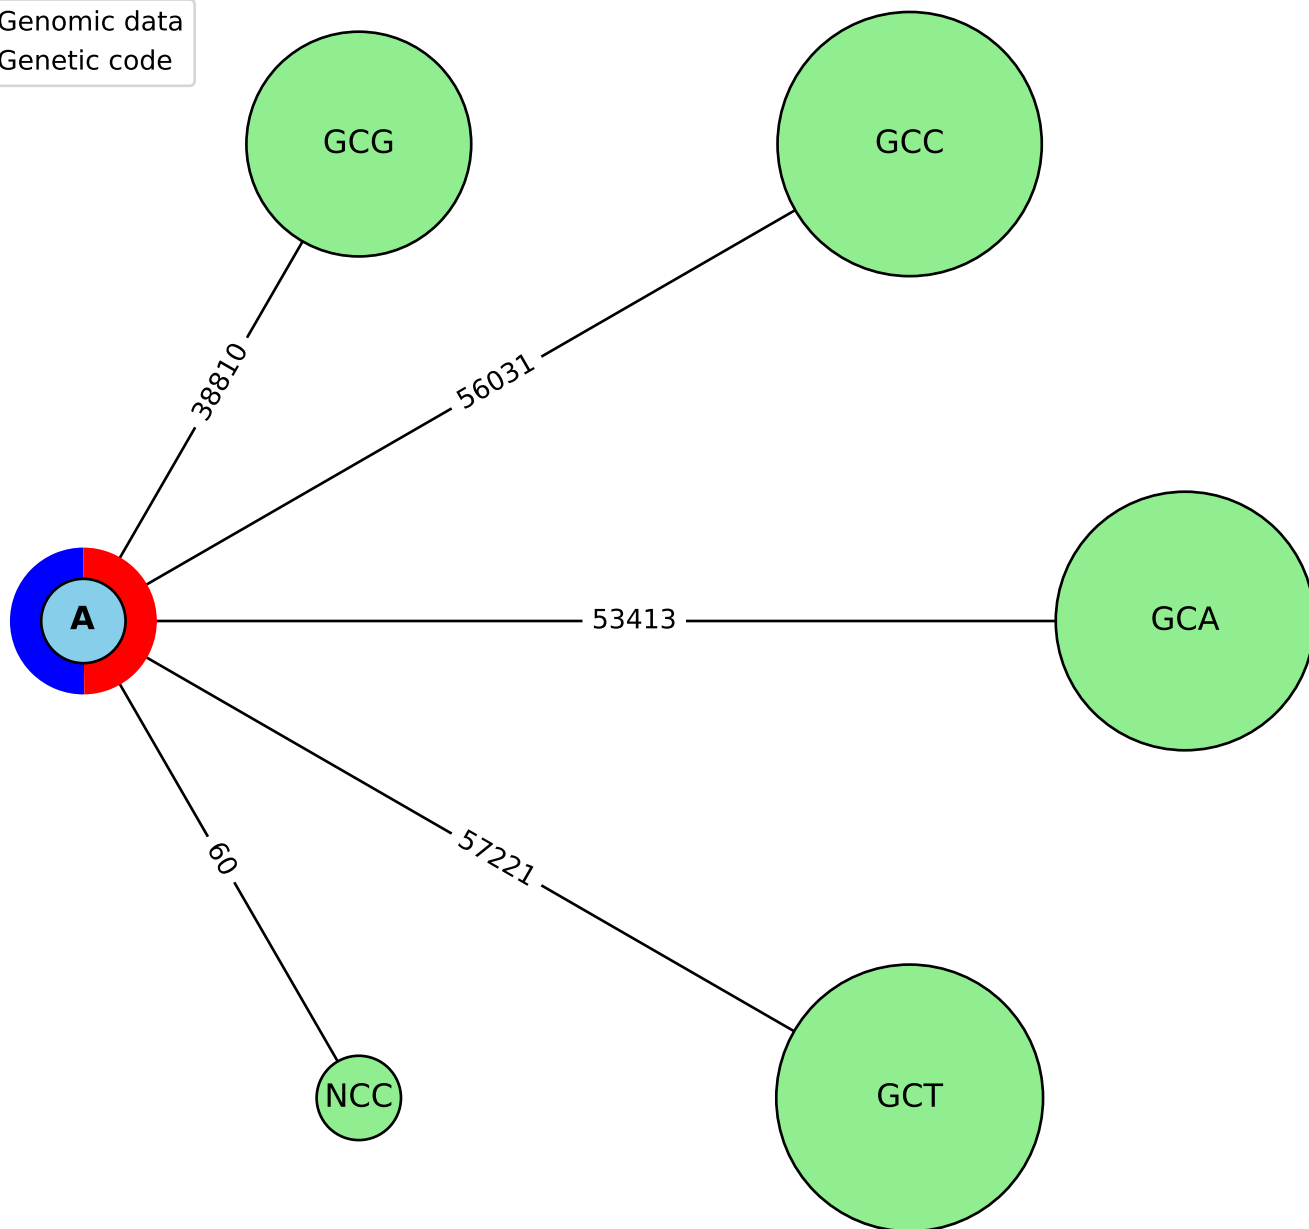 Genomic data
Genetic code
GCG
GCC
38810
56031
A
53413
GCA
60
57221
NCC
GCT